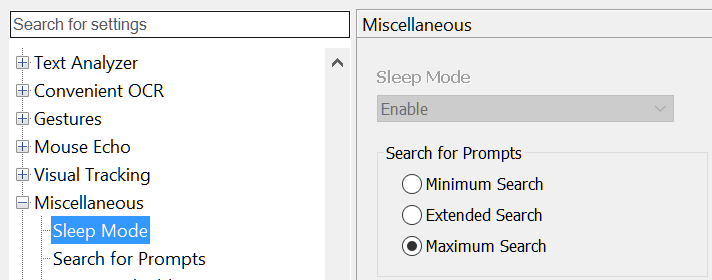 Search for settings
Text Analyzer
Convenient OCR
Gestures
Mouse Echo
Visual Tracking
Miscellaneous
Sleep Mode
Search for Prompts
Miscellaneous
Sleep Mode
Enable
Search for Prompts
Minimum Search
Extended Search
Maximum Search